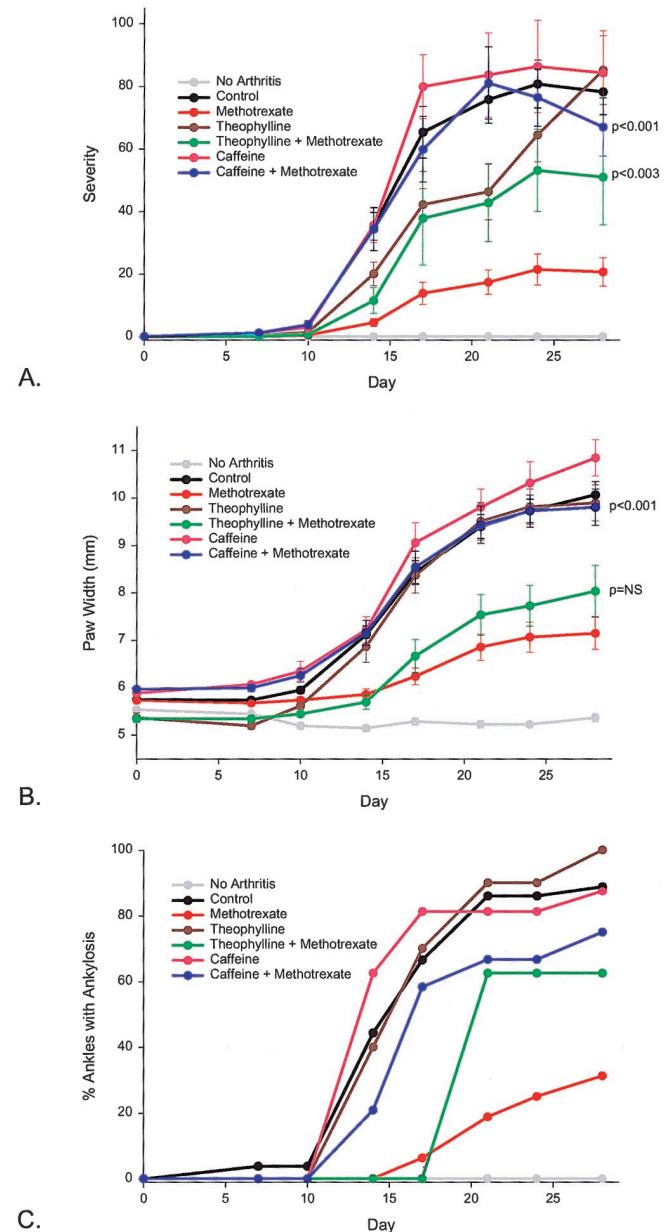 100
80
60
40
20
0
Severity
No Arthritis
Control
Methotrexate
Theophylline
Theophylline + Methotrexate
Caffeine
Caffeine + Methotrexate
p<0.001
p<0.003
0 5 10 15 20 25
Day
A.
11
10
9
8
7
6
5
Paw Width (mm)
No Arthritis
Control
Methotrexate
Theophylline
Theophylline + Methotrexate
Caffeine
Caffeine + Methotrexate
p<0.001
p=NS
0 5 10 15 20 25
Day
B.
100
80
60
40
20
0
% Ankles with Ankylosis
No Arthritis
Control
Methotrexate
Theophylline
Theophylline + Methotrexate
Caffeine
Caffeine + Methotrexate
0 5 10 15 20 25
Day
C.